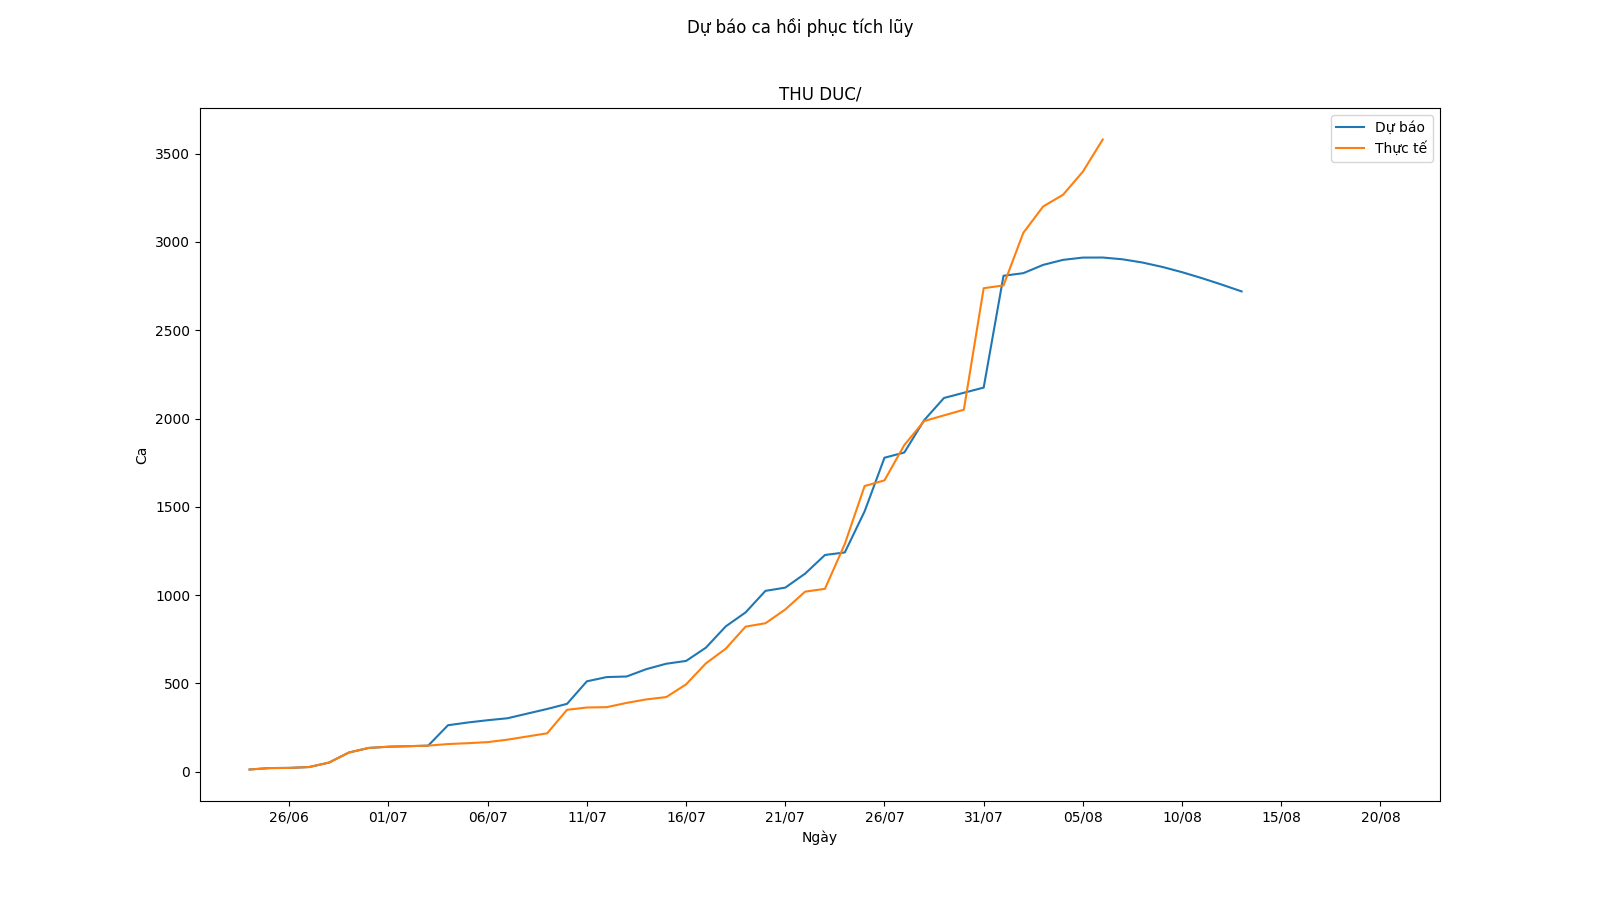 Dự báo ca hồi phục tích lũy
THU DUC/
Dự báo
Thực tế
3500
3000
2500
2000
1500
1000
500
0
Ca
26/06 01/07 06/07 11/07 16/07 21/07 26/07 31/07 05/08 10/08 15/08 20/08
Ngày